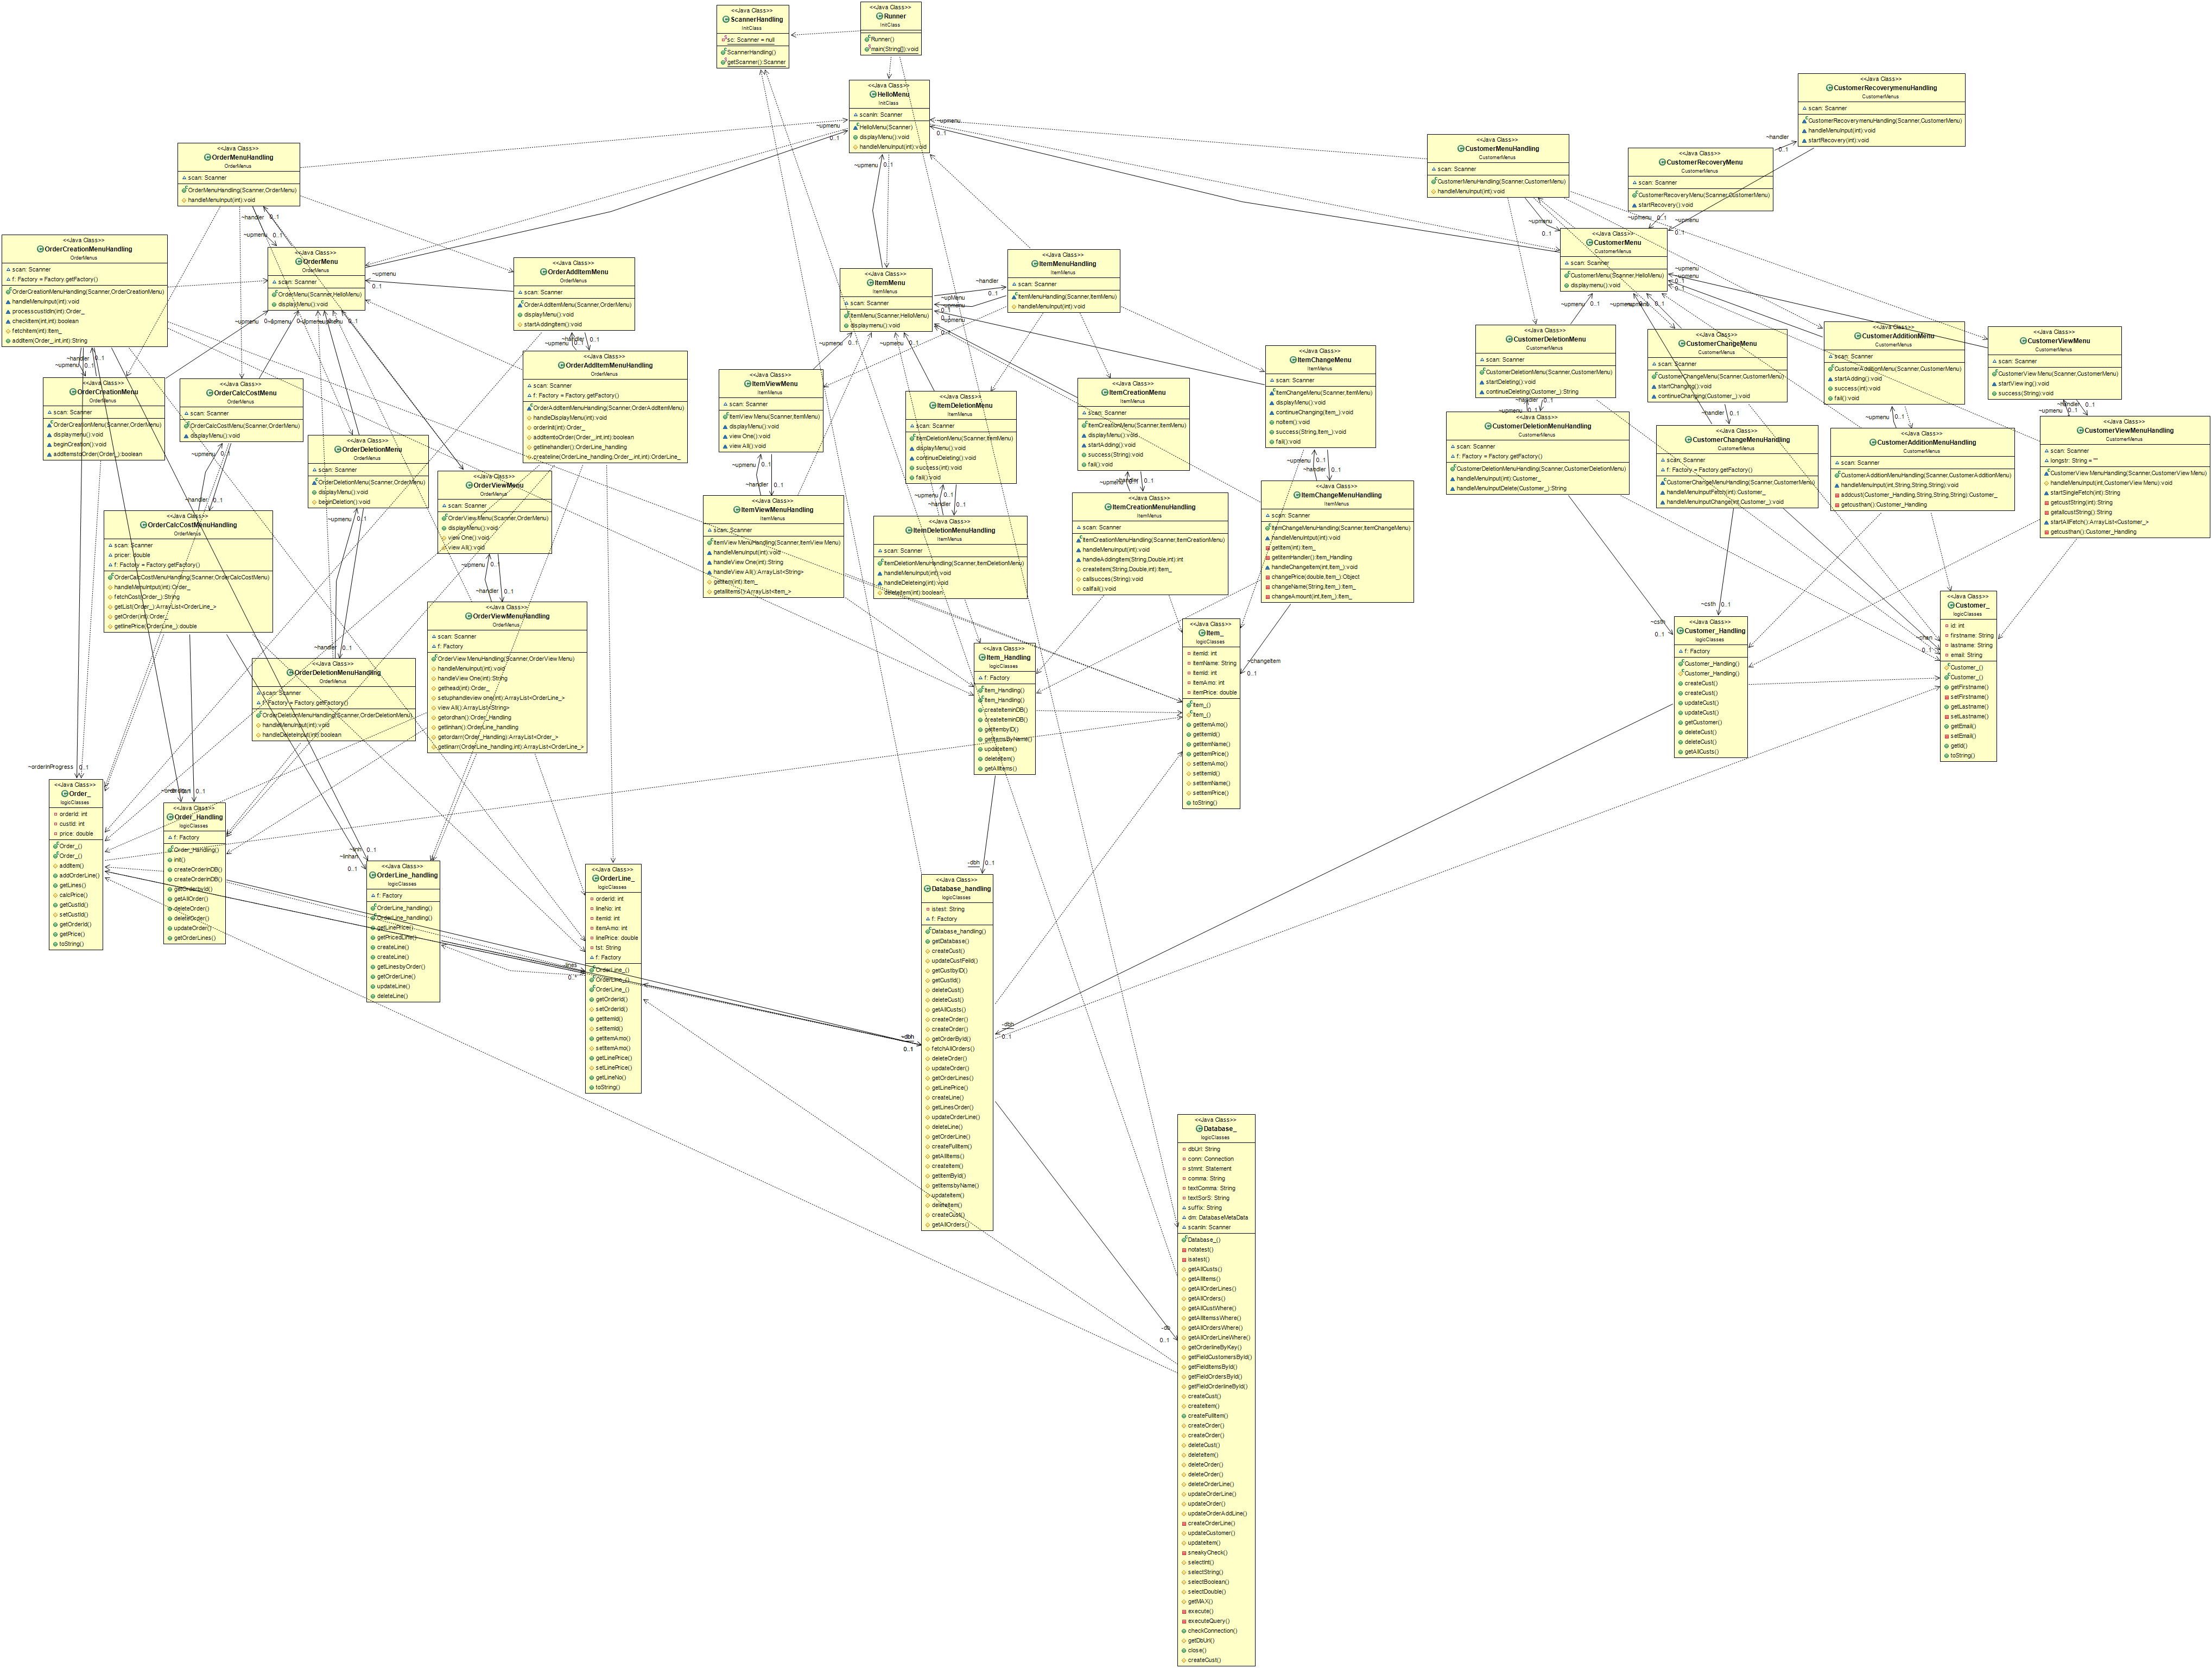 <<Java Class>>
ScannerHandling
InitClass
sc: Scanner = null
ScannerHandling()
getScanner():Scanner
<<Java Class>>
Runner
InitClass
Runner()
main(String[]):void
<<Java Class>>
HelloMenu
InitClass
scanIn: Scanner
HelloMenu(Scanner)
displayMenu():void
handleMenuInput(int):void
<<Java Class>>
CustomerRecoverymenuHandling
CustomerMenus
scan: Scanner
CustomerRecoverymenuHandling(Scanner,CustomerMenu)
handleMenuInput(int):void
startRecovery(int):void
<<Java Class>>
OrderMenuHandling
OrderMenus
scan: Scanner
OrderMenuHandling(Scanner,OrderMenu)
handleMenuInput(int):void
<<Java Class>>
CustomerMenuHandling
CustomerMenus
scan: Scanner
CustomerMenuHandling(Scanner,CustomerMenu)
handleMenuInput(int):void
<<Java Class>>
CustomerRecoveryMenu
CustomerMenus
scan: Scanner
CustomerRecoveryMenu(Scanner,CustomerMenu)
startRecovery():void
<<Java Class>>
OrderCreationMenuHandling
OrderMenus
scan: Scanner
f: Factory = Factory.getFactory()
OrderCreationMenuHandling(Scanner,OrderCreationMenu)
handleMenuInput(int):void
processcustIdIn(int):Order_
checkItem(int,int):boolean
fetchItem(int):Item_
addItem(Order_,int,int):String
<<Java Class>>
OrderMenu
OrderMenus
scan: Scanner
OrderMenu(Scanner,HelloMenu)
displayMenu():void
<<Java Class>>
OrderAddItemMenu
OrderMenus
scan: Scanner
OrderAddItemMenu(Scanner,OrderMenu)
displayMenu():void
startAddingItem():void
<<Java Class>>
ItemMenu
ItemMenus
scan: Scanner
ItemMenu(Scanner,HelloMenu)
displaymenu():void
<<Java Class>>
ItemMenuHandling
ItemMenus
scan: Scanner
ItemMenuHandling(Scanner,ItemMenu)
handleMenuInput(int):void
<<Java Class>>
CustomerMenu
CustomerMenus
scan: Scanner
CustomerMenu(Scanner,HelloMenu)
displaymenu():void
<<Java Class>>
OrderCreationMenu
OrderMenus
scan: Scanner
OrderCreationMenu(Scanner,OrderMenu)
displaymenu():void
beginCreation():void
addItemstoOrder(Order_):boolean
<<Java Class>>
OrderCalcCostMenu
OrderMenus
scan: Scanner
OrderCalcCostMenu(Scanner,OrderMenu)
displayMenu():void
<<Java Class>>
OrderAddItemMenuHandling
OrderMenus
scan: Scanner
f: Factory = Factory.getFactory()
OrderAddItemMenuHandling(Scanner,OrderAddItemMenu)
handleDisplayMenu(int):void
orderInit(int):Order_
additemtoOrder(Order_,int,int):boolean
getlinehandler():OrderLine_handling
createline(OrderLine_handling,Order_,int,int):OrderLine_
<<Java Class>>
OrderDeletionMenu
OrderMenus
scan: Scanner
OrderDeletionMenu(Scanner,OrderMenu)
displayMenu():void
beginDeletion():void
<<Java Class>>
OrderViewMenu
OrderMenus
scan: Scanner
OrderView Menu(Scanner,OrderMenu)
displayMenu():void
view One():void
view All():void
<<Java Class>>
ItemViewMenu
ItemMenus
scan: Scanner
ItemView Menu(Scanner,ItemMenu)
displayMenu():void
view One():void
view All():void
<<Java Class>>
ItemDeletionMenu
ItemMenus
scan: Scanner
ItemDeletionMenu(Scanner,ItemMenu)
displayMenu():void
continueDeleting():void
success(int):void
fail():void
<<Java Class>>
ItemCreationMenu
ItemMenus
scan: Scanner
ItemCreationMenu(Scanner,ItemMenu)
displayMenu():void
startAdding():void
success(String):void
fail():void
<<Java Class>>
ItemChangeMenu
ItemMenus
scan: Scanner
ItemChangeMenu(Scanner,ItemMenu)
displayMenu():void
continueChanging(Item_):void
noItem():void
success(String,Item_):void
fail():void
<<Java Class>>
CustomerDeletionMenu
CustomerMenus
scan: Scanner
CustomerDeletionMenu(Scanner,CustomerMenu)
startDeleting():void
continueDeleting(Customer_):String
<<Java Class>>
CustomerChangeMenu
CustomerMenus
scan: Scanner
CustomerChangeMenu(Scanner,CustomerMenu)
startChanging():void
continueChanging(Customer_):void
<<Java Class>>
CustomerAdditionMenu
CustomerMenus
scan: Scanner
CustomerAdditionMenu(Scanner,CustomerMenu)
startAdding():void
success(int):void
fail():void
<<Java Class>>
CustomerViewMenu
CustomerMenus
scan: Scanner
CustomerView Menu(Scanner,CustomerMenu)
startViewing():void
success(String):void
<<Java Class>>
OrderCalcCostMenuHandling
OrderMenus
scan: Scanner
pricer: double
f: Factory = Factory.getFactory()
OrderCalcCostMenuHandling(Scanner,OrderCalcCostMenu)
handleMenuInput(int):Order_
fetchCost(Order_):String
getList(Order_):ArrayList<OrderLine_>
getOrder(int):Order_
getlinePrice(OrderLine_):double
<<Java Class>>
OrderDeletionMenuHandling
OrderMenus
scan: Scanner
f: Factory = Factory.getFactory()
OrderDeletionMenuHandling(Scanner,OrderDeletionMenu)
handleMenuInput(int):void
handleDeleteInput(int):boolean
<<Java Class>>
OrderViewMenuHandling
OrderMenus
scan: Scanner
f: Factory
OrderView MenuHandling(Scanner,OrderView Menu)
handleMenuInput(int):void
handleView One(int):String
gethead(int):Order_
setuphandleview one(int):ArrayList<OrderLine_>
view All():ArrayList<String>
getordhan():Order_Handling
getlinhan():OrderLine_handling
getordarr(Order_Handling):ArrayList<Order_>
getlinarr(OrderLine_handling,int):ArrayList<OrderLine_>
<<Java Class>>
ItemViewMenuHandling
ItemMenus
scan: Scanner
ItemView MenuHandling(Scanner,ItemView Menu)
handleMenuInput(int):void
handleView One(int):String
handleView All():ArrayList<String>
getitem(int):Item_
getallitems():ArrayList<Item_>
<<Java Class>>
ItemDeletionMenuHandling
ItemMenus
scan: Scanner
ItemDeletionMenuHandling(Scanner,ItemDeletionMenu)
handleMenuInput(int):void
handleDeleteing(int):void
deleteitem(int):boolean
<<Java Class>>
ItemCreationMenuHandling
ItemMenus
scan: Scanner
ItemCreationMenuHandling(Scanner,ItemCreationMenu)
handleMenuInput(int):void
handleAddingItem(String,Double,int):int
createitem(String,Double,int):Item_
callsucces(String):void
callfail():void
<<Java Class>>
ItemChangeMenuHandling
ItemMenus
scan: Scanner
ItemChangeMenuHandling(Scanner,ItemChangeMenu)
handleMenuIntput(int):void
getItem(int):Item_
getItemHandler():Item_Handling
handleChangeItem(int,Item_):void
changePrice(double,Item_):Object
changeName(String,Item_):Item_
changeAmount(int,Item_):Item_
<<Java Class>>
CustomerDeletionMenuHandling
CustomerMenus
scan: Scanner
f: Factory = Factory.getFactory()
CustomerDeletionMenuHandling(Scanner,CustomerDeletionMenu)
handleMenuInput(int):Customer_
handleMenuInputDelete(Customer_):String
<<Java Class>>
CustomerChangeMenuHandling
CustomerMenus
scan: Scanner
f: Factory = Factory.getFactory()
CustomerChangeMenuHandling(Scanner,CustomerChangeMenu)
handleMenuInputFetch(int):Customer_
handleMenuInputChange(int,Customer_):void
<<Java Class>>
CustomerAdditionMenuHandling
CustomerMenus
scan: Scanner
CustomerAdditionMenuHandling(Scanner,CustomerAdditionMenu)
handleMenuInput(int,String,String,String):void
addcust(Customer_Handling,String,String,String):Customer_
getcusthan():Customer_Handling
<<Java Class>>
CustomerViewMenuHandling
CustomerMenus
scan: Scanner
longstr: String = ""
CustomerView MenuHandling(Scanner,CustomerView Menu)
handleMenuInput(int,CustomerView Menu):void
startSingleFetch(int):String
getcustString(int):String
getallcustString():String
startAllFetch():ArrayList<Customer_>
getcusthan():Customer_Handling
<<Java Class>>
Order_
logicClasses
orderId: int
custId: int
price: double
Order_()
Order_()
addItem()
addOrderLine()
getLines()
calcPrice()
getCustId()
setCustId()
getOrderId()
getPrice()
toString()
<<Java Class>>
Order_Handling
logicClasses
f: Factory
Order_Handling()
init()
createOrderInDB()
createOrderInDB()
getOrderbyId()
getAllOrder()
deleteOrder()
deleteOrder()
updateOrder()
getOrderLines()
<<Java Class>>
OrderLine_handling
logicClasses
f: Factory
OrderLine_handling()
OrderLine_handling()
getLinePrice()
getPricedLine()
createLine()
createLine()
getLinesbyOrder()
getOrderLine()
updateLine()
deleteLine()
<<Java Class>>
OrderLine_
logicClasses
orderId: int
lineNo: int
itemId: int
itemAmo: int
linePrice: double
tst: String
f: Factory
OrderLine_()
OrderLine_()
OrderLine_()
getOrderId()
setOrderId()
getItemId()
setItemId()
getItemAmo()
setItemAmo()
getLinePrice()
setLinePrice()
getLineNo()
toString()
<<Java Class>>
Item_Handling
logicClasses
f: Factory
Item_Handling()
Item_Handling()
createIteminDB()
createIteminDB()
getItembyID()
getItemsByName()
updateItem()
deleteItem()
getAllItems()
<<Java Class>>
Item_
logicClasses
itemId: int
itemName: String
itemId: int
itemAmo: int
itemPrice: double
Item_()
Item_()
getItemAmo()
getItemId()
getItemName()
getItemPrice()
setItemAmo()
setItemId()
setItemName()
setItemPrice()
toString()
<<Java Class>>
Customer_Handling
logicClasses
f: Factory
Customer_Handling()
Customer_Handling()
createCust()
createCust()
updateCust()
updateCust()
getCustomer()
deleteCust()
deleteCust()
getAllCusts()
<<Java Class>>
Customer_
logicClasses
id: int
firstname: String
lastname: String
email: String
Customer_()
Customer_()
getFirstname()
setFirstname()
getLastname()
setLastname()
getEmail()
setEmail()
getId()
toString()
<<Java Class>>
Database_handling
logicClasses
istest: String
f: Factory
Database_handling()
getDatabase()
createCust()
updateCustFeild()
getCustbyID()
getCustId()
deleteCust()
deleteCust()
getAllCusts()
createOrder()
createOrder()
getOrderById()
fetchAllOrders()
deleteOrder()
updateOrder()
getOrderLines()
getLinePrice()
createLine()
getLinesOrder()
updateOrderLine()
deleteLine()
getOrderLine()
createFullItem()
getAllItems()
createItem()
getItemById()
getItemsbyName()
updateItem()
deleteItem()
createCust()
getAllOrders()
<<Java Class>>
Database_
logicClasses
dbUrl: String
conn: Connection
stmnt: Statement
comma: String
textComma: String
textSorS: String
suffix: String
dm: DatabaseMetaData
scanIn: Scanner
Database_()
notatest()
isatest()
getAllCusts()
getAllItems()
getAllOrderLines()
getAllOrders()
getAllCustWhere()
getAllItemssWhere()
getAllOrdersWhere()
getAllOrderLineWhere()
getOrderlineByKey()
getFieldCustomersById()
getFieldItemsById()
getFieldOrdersById()
getFieldOrderlineById()
createCust()
createItem()
createFullItem()
createOrder()
createOrder()
deleteCust()
deleteItem()
deleteOrder()
deleteOrder()
deleteOrderLine()
updateOrderLine()
updateOrder()
updateOrderAddLine()
createOrderLine()
updateCustomer()
updateItem()
sneakyCheck()
selectInt()
selectString()
selectBoolean()
selectDouble()
getMAX()
execute()
executeQuery()
checkConnection()
getDbUrl()
close()
createCust()
~upmenu
0..1
~handler
0..1
~orderInProgress
0..1
~linh
0..1
~linhan
0..1
~changeItem
0..1
~csth
0..1
~csth
0..1
~chan
0..1
-dbh
0..1
-dbh
0..1
~dbh
0..1
-db
0..1